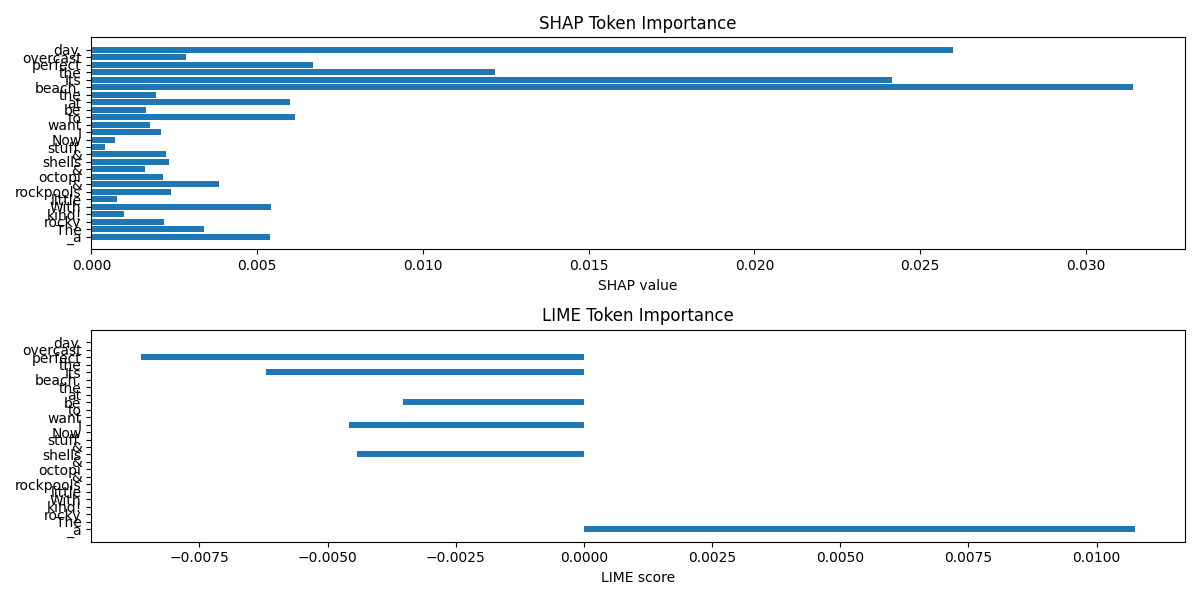 SHAP Token Importance
day.
overcast
perfect
the
its
beach.
the
at
be
to
want
I
Now
stuff.
&
shells
&
octopi
&
rockpools
little
With
kind!
rocky
The
_a
0.000 0.005 0.010 0.015 0.020 0.025 0.030
SHAP value
LIME Token Importance
day.
overcast
perfect
the
its
beach.
the
at
be
to
want
I
Now
stuff.
&
shells
&
octopi
&
rockpools
little
With
kind!
rocky
The
_a
−0.0075 −0.0050 −0.0025 0.0000 0.0025 0.0050 0.0075 0.0100
LIME score